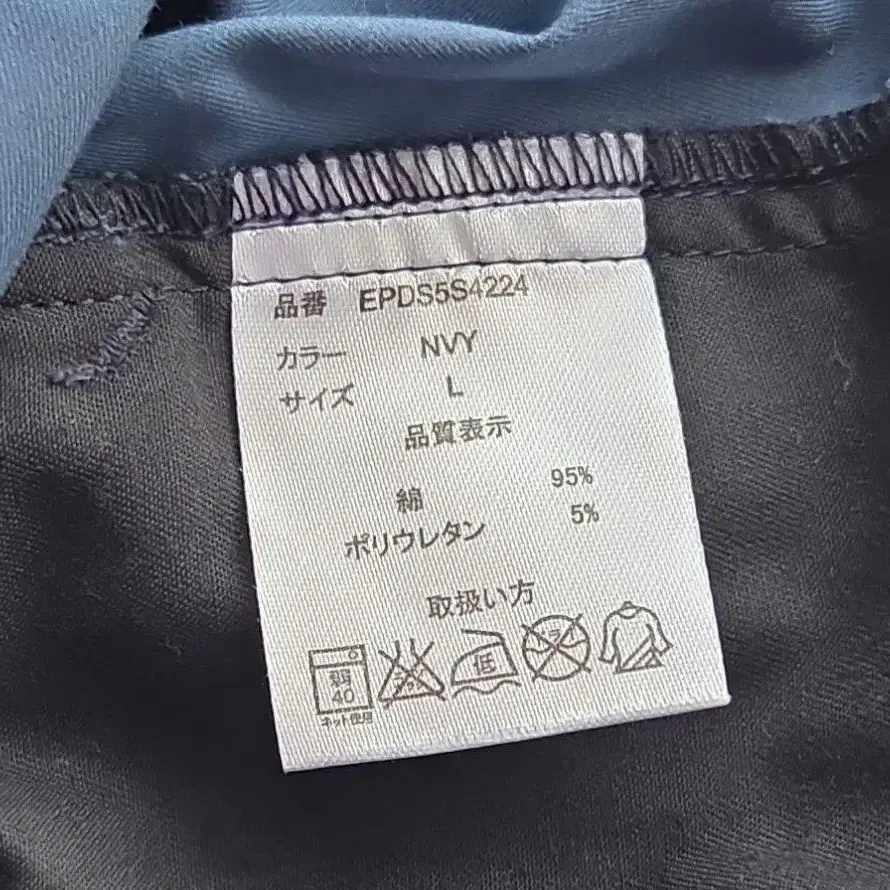 品番 EPDS5S4224
カラー NVY
サイズ L
品質表示
綿 95%
ポリウレタン 5%
取扱い方
弱
40
ネット使用
低